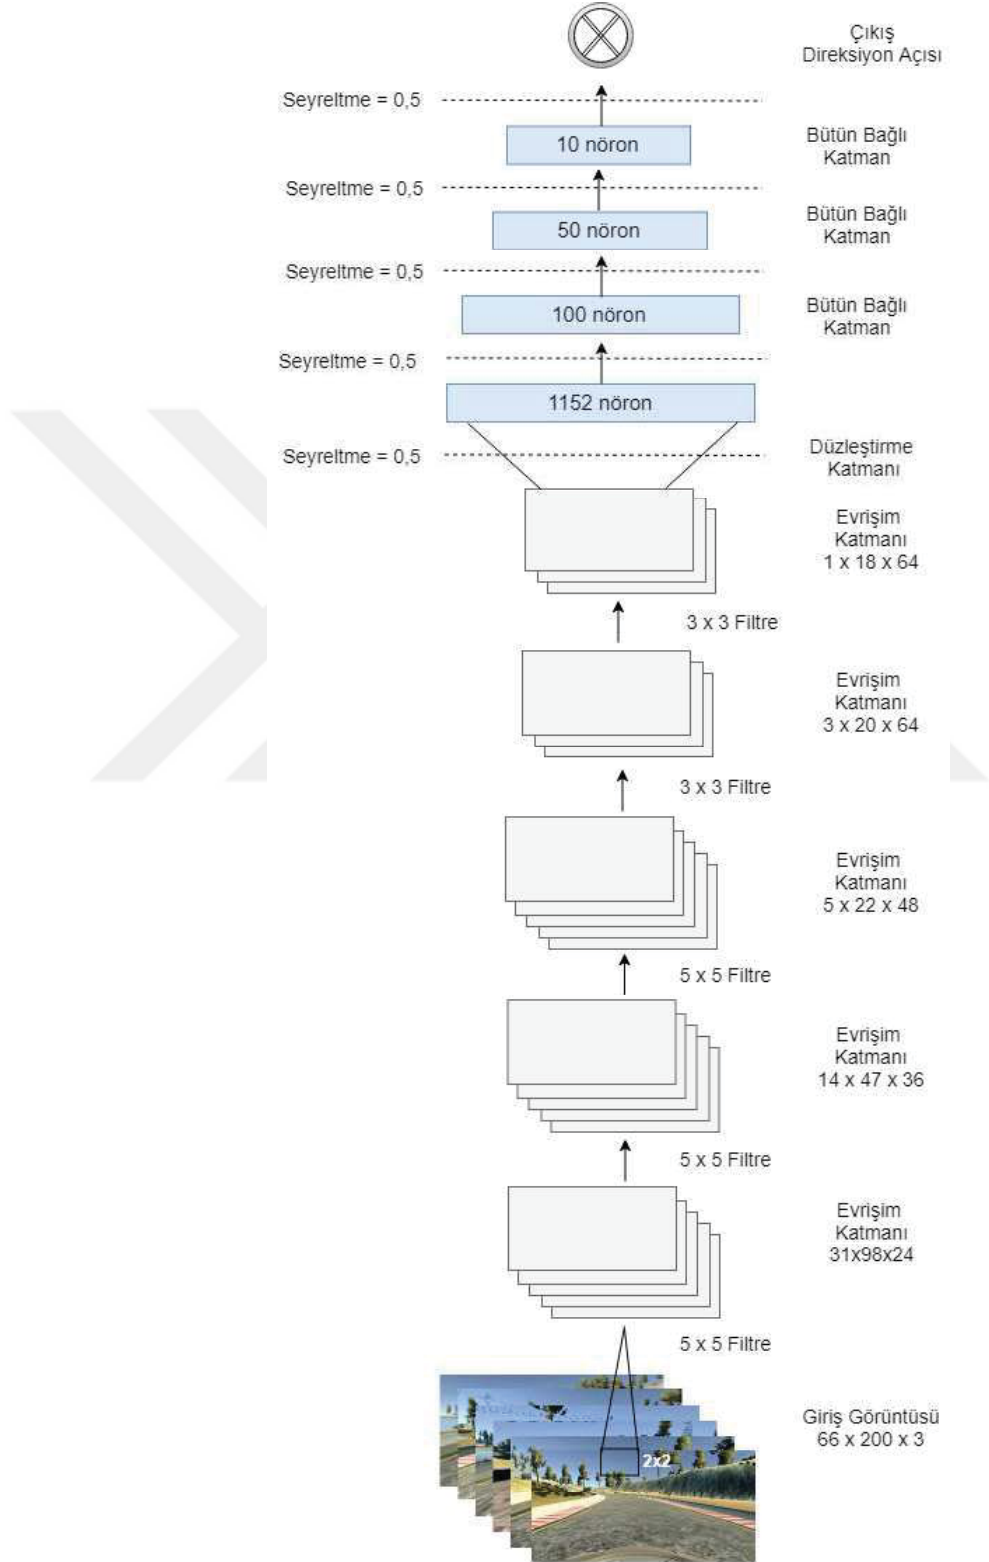 Çıkış
Direksiyon Açısı
Seyreltme = 0,5
10 nöron
Bütün Bağlı
Katman
Seyreltme = 0,5
50 nöron
Bütün Bağlı
Katman
Seyreltme = 0,5
100 nöron
Bütün Bağlı
Katman
Seyreltme = 0,5
1152 nöron
Seyreltme = 0,5
Düzleştirme
Katmanı
Evrişim
Katmanı
1 x 18 x 64
3 x 3 Filtre
Evrişim
Katmanı
3 x 20 x 64
3 x 3 Filtre
Evrişim
Katmanı
5 x 22 x 48
5 x 5 Filtre
Evrişim
Katmanı
14 x 47 x 36
5 x 5 Filtre
Evrişim
Katmanı
31x98x24
5 x 5 Filtre
Giriş Görüntüsü
66 x 200 x 3
2x2